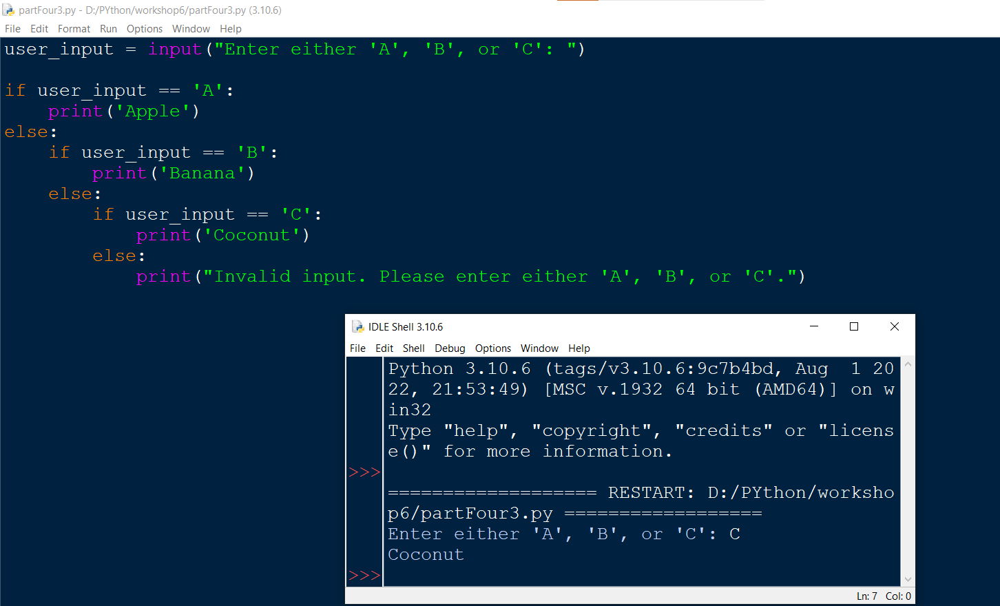 partFour3.py - D:/PYthon/workshop6/partFour3.py (3.10.6)
File Edit Format Run Options Window Help
user_input = input("Enter either 'A', 'B', or 'C': ")
if user_input == 'A':
    print('Apple')
else:
    if user_input == 'B':
        print('Banana')
    else:
        if user_input == 'C':
            print('Coconut')
        else:
            print("Invalid input. Please enter either 'A', 'B', or 'C'.")
IDLE Shell 3.10.6
File Edit Shell Debug Options Window Help
Python 3.10.6 (tags/v3.10.6:9c7b4bd, Aug  1 20
22, 21:53:49) [MSC v.1932 64 bit (AMD64)] on w
in32
Type "help", "copyright", "credits" or "licens
e()" for more information.
>>>
=================== RESTART: D:/PYthon/worksho
p6/partFour3.py ==================
Enter either 'A', 'B', or 'C': C
Coconut
>>>
Ln: 7 Col: 0